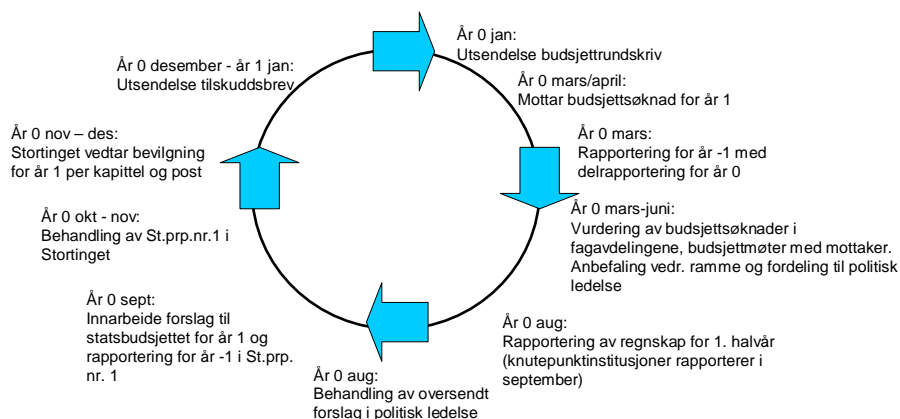 År 0 jan:
Utsendelse budsjettrundskriv
År 0 mars/april:
Mottar budsjettsøknad for år 1
År 0 mars:
Rapportering for år -1 med
delrapportering for år 0
År 0 mars-juni:
Vurdering av budsjettsøknader i
fagavdelingene, budsjettmøter med mottaker.
Anbefaling vedr. ramme og fordeling til politisk
ledelse
År 0 aug:
Rapportering av regnskap for 1. halvår
(knutepunktinstitusjoner rapporterer i
september)
År 0 aug:
Behandling av oversendt
forslag i politisk ledelse
År 0 sept:
Innarbeide forslag til
statsbudsjettet for år 1 og
rapportering for år -1 i St.prp.
nr. 1
År 0 okt - nov:
Behandling av St.prp.nr.1 i
Stortinget
År 0 nov – des:
Stortinget vedtar bevilgning
for år 1 per kapittel og post
År 0 desember - år 1 jan:
Utsendelse tilskuddsbrev